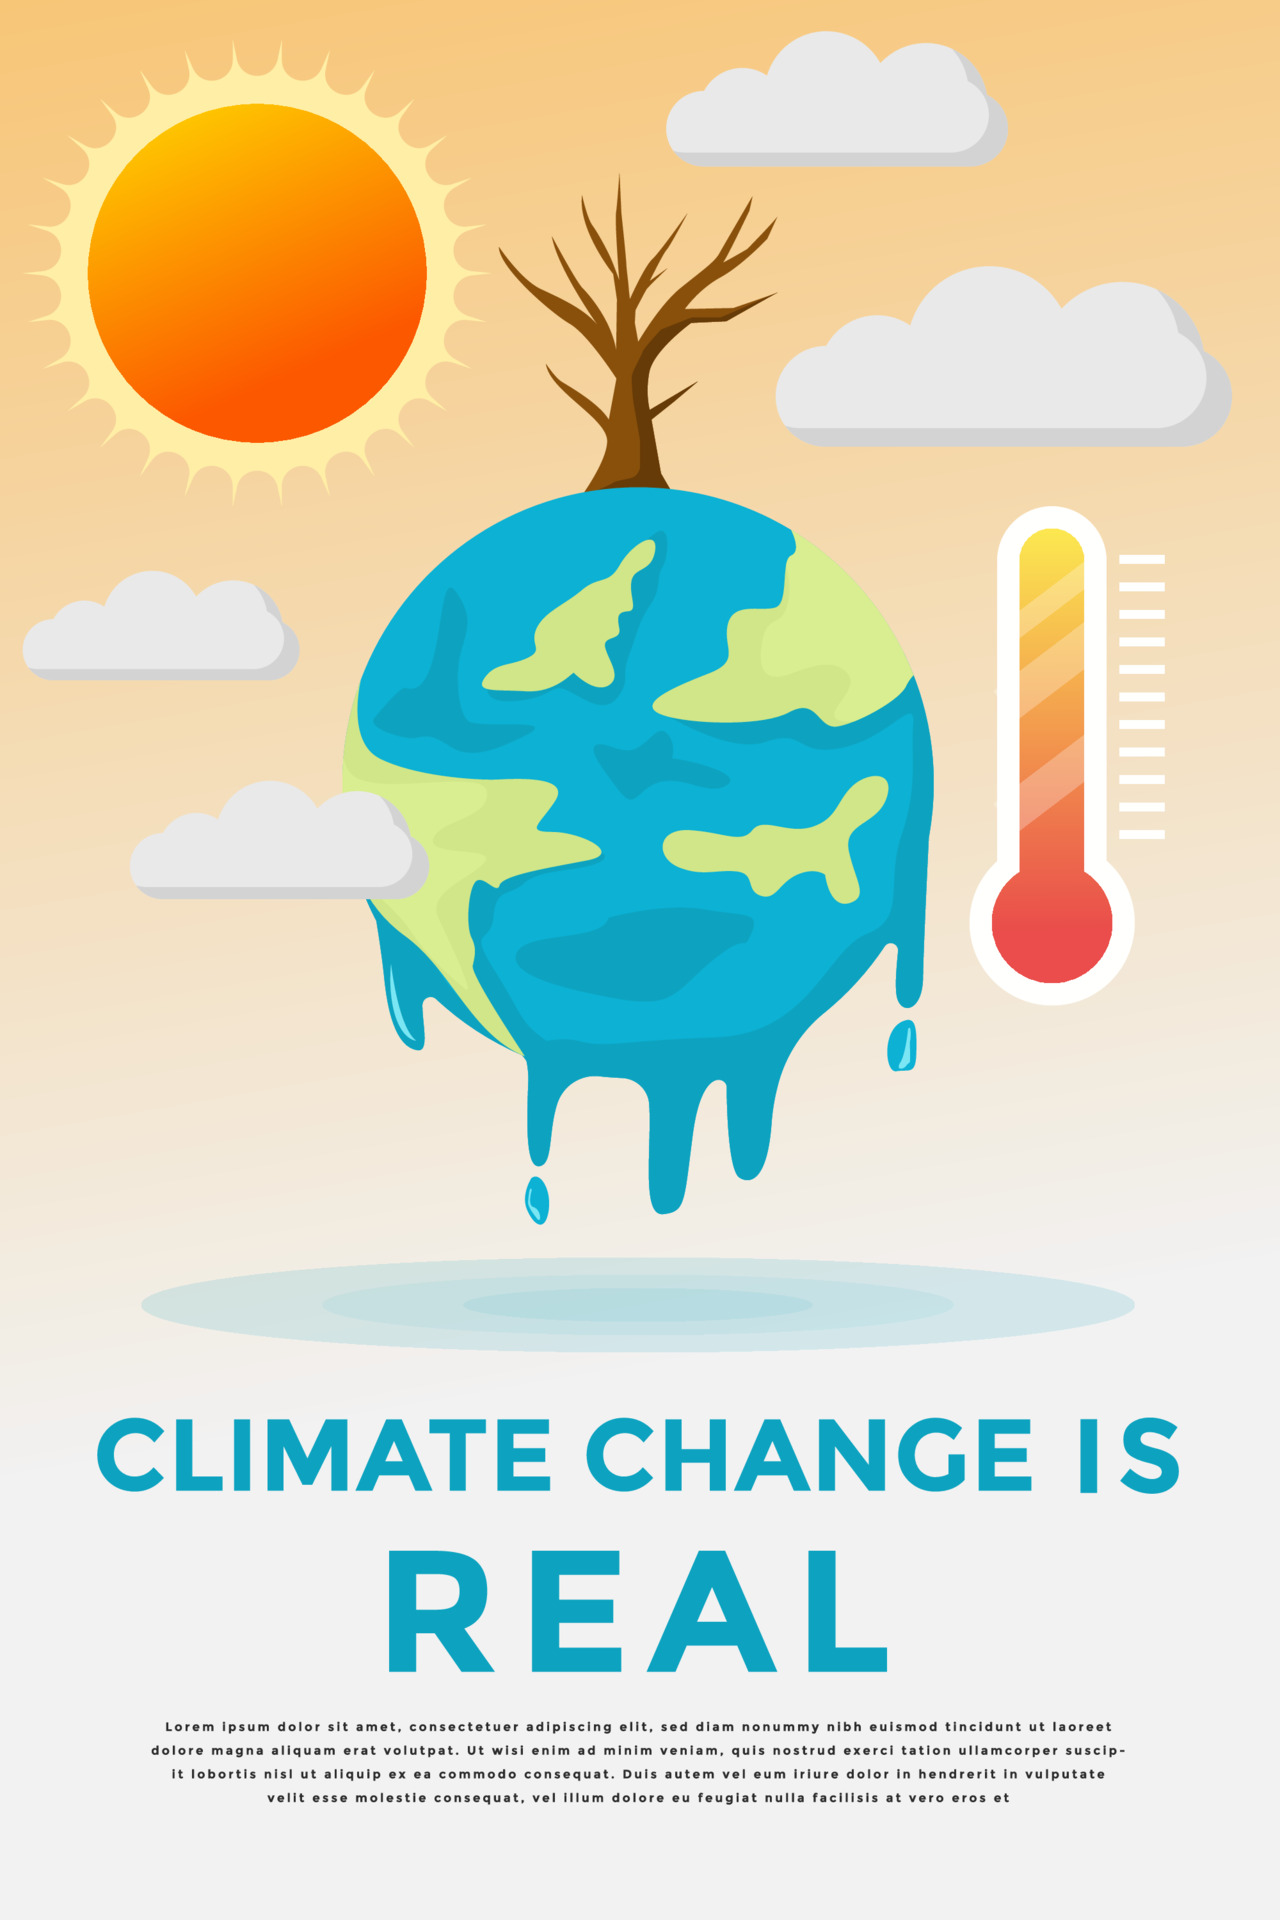 CLIMATE CHANGE IS
REAL
Lorem ipsum dolor sit amet, consectetuer adipiscing elit, sed diam nonummy nibh euismod tincidunt ut laoreet
dolore magna aliquam erat volutpat. Ut wisi enim ad minim veniam, quis nostrud exerci tation ullamcorper suscip-
it lobortis nisl ut aliquip ex ea commodo consequat. Duis autem vel eum iriure dolor in hendrerit in vulputate
velit esse molestie consequat, vel illum dolore eu feugiat nulla facilisis at vero eros et